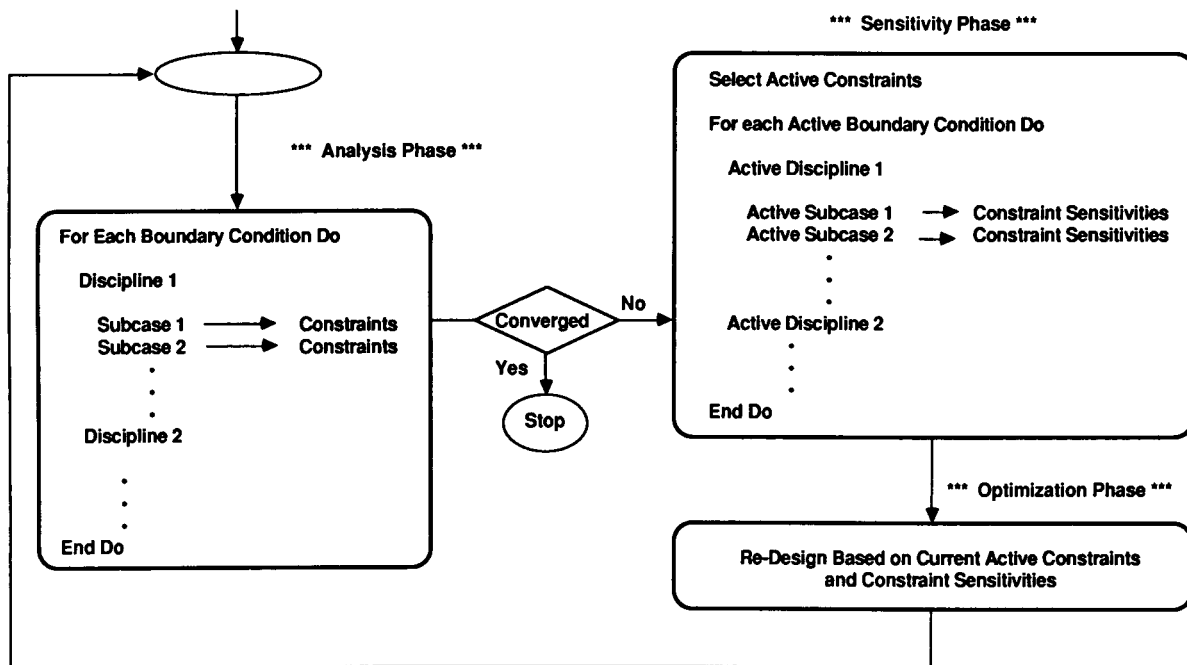 *** Analysis Phase ***
For Each Boundary Condition Do
Discipline 1
Subcase 1 Constraints
Subcase 2 Constraints
Discipline 2
End Do
Converged
No
Yes
Stop
*** Sensitivity Phase ***
Select Active Constraints
For each Active Boundary Condition Do
Active Discipline 1
Active Subcase 1 Constraint Sensitivities
Active Subcase 2 Constraint Sensitivities
Active Discipline 2
End Do
*** Optimization Phase ***
Re-Design Based on Current Active Constraints
and Constraint Sensitivities